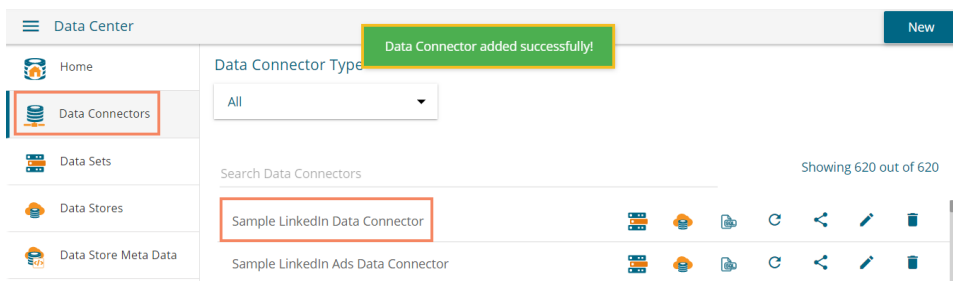 Data Center
New
Data Connector added successfully!
Home
Data Connector Type
All
Data Connectors
Data Sets
Search Data Connectors
Showing 620 out of 620
Data Stores
Sample LinkedIn Data Connector
Data Store Meta Data
Sample LinkedIn Ads Data Connector